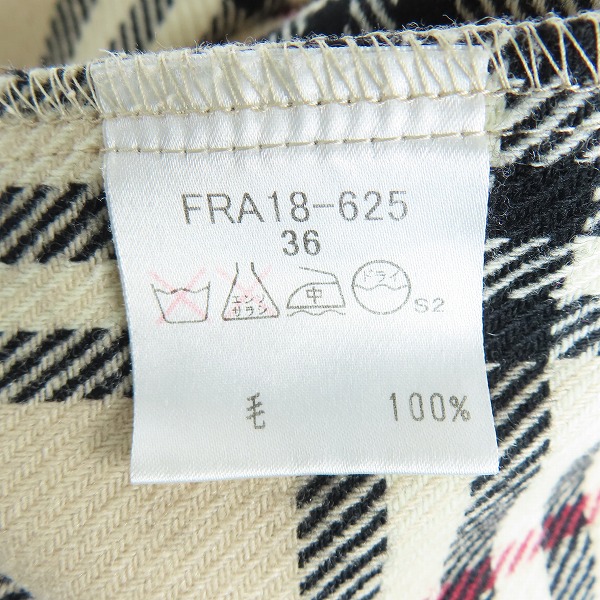 FRA18-625
36
エンソ
サラシ
中
ドライ
S2
毛 100%